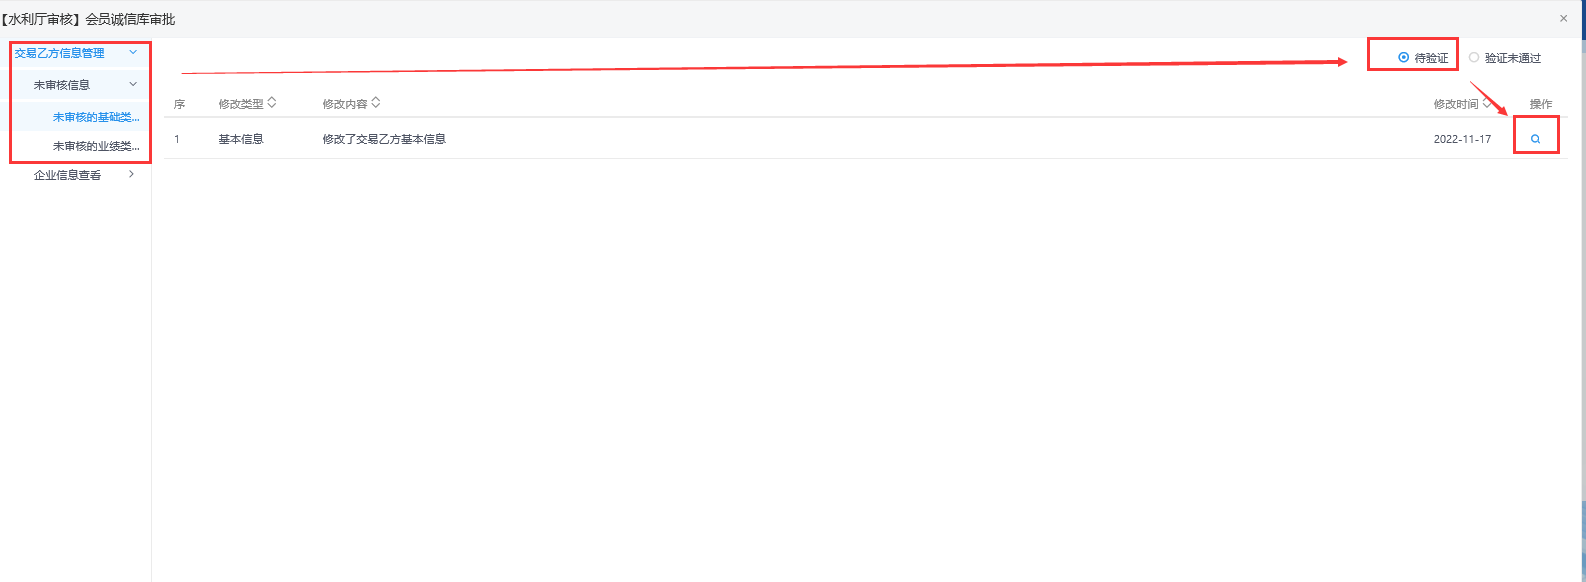 【水利厅审核】会员诚信库审批
×
交易乙方信息管理
未审核信息
未审核的基础类...
未审核的业绩类...
企业信息查看
待验证 验证未通过
序 修改类型 修改内容 修改时间 操作
1 基本信息 修改了交易乙方基本信息 2022-11-17